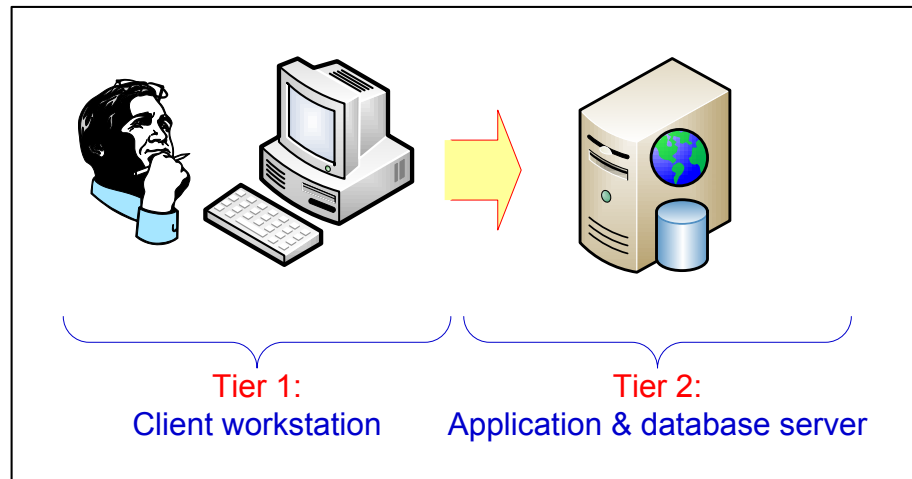 Tier 1:
Client workstation
Tier 2:
Application & database server